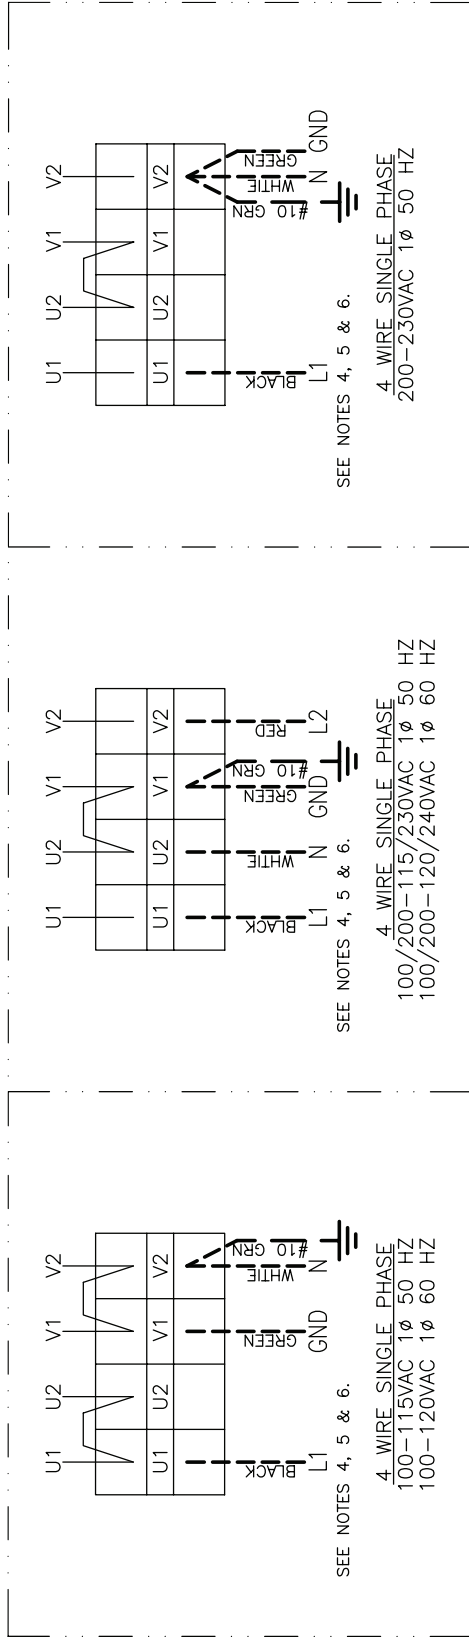 U1 U2 V1 V2
U1 U2 V1 V2
BLACK
GREEN
WHTIE
#10 GRN
L1 GND N
SEE NOTES 4, 5 & 6.
4 WIRE SINGLE PHASE
100-115VAC 1ø 50 HZ
100-120VAC 1ø 60 HZ
U1 U2 V1 V2
U1 U2 V1 V2
BLACK
WHTIE
GREEN
#10 GRN
RED
L1 N GND L2
SEE NOTES 4, 5 & 6.
4 WIRE SINGLE PHASE
100/200-115/230VAC 1ø 50 HZ
100/200-120/240VAC 1ø 60 HZ
U1 U2 V1 V2
U1 U2 V1 V2
BLACK
#10 GRN
WHTIE
GREEN
L1 N GND
SEE NOTES 4, 5 & 6.
4 WIRE SINGLE PHASE
200-230VAC 1ø 50 HZ